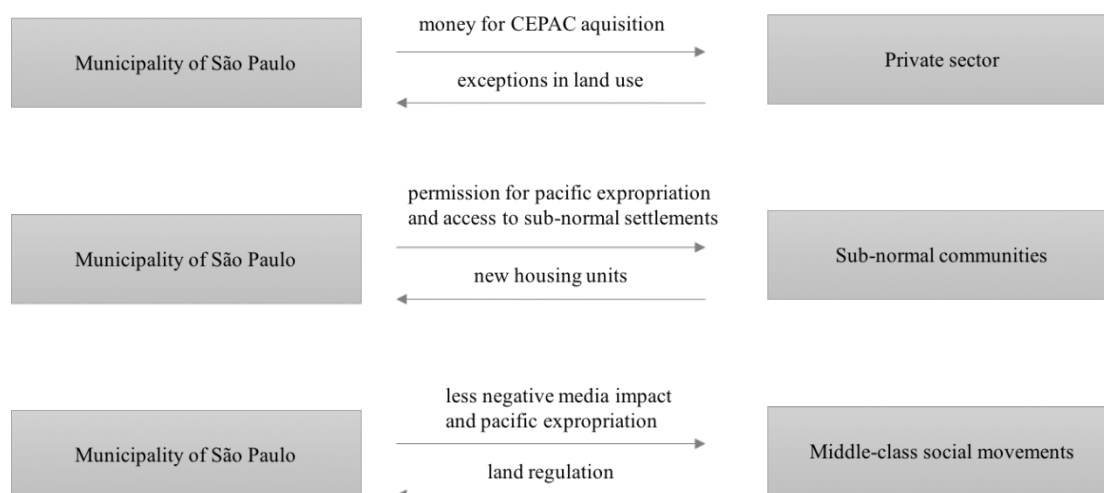 money for CEPAC aquisition
Municipality of São Paulo
Private sector
exceptions in land use
permission for pacific expropriation
and access to sub-normal settlements
Municipality of São Paulo
Sub-normal communities
new housing units
less negative media impact
and pacific expropriation
Municipality of São Paulo
Middle-class social movements
land regulation